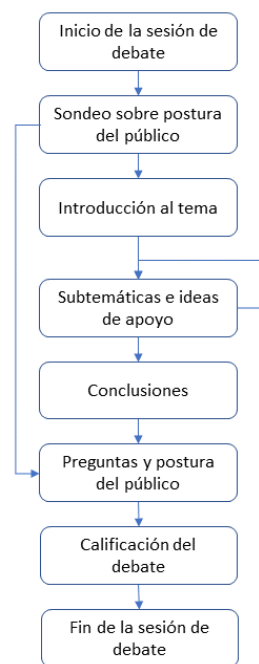 Inicio de la sesión de
debate
Sondeo sobre postura
del público
Introducción al tema
Subtemáticas e ideas
de apoyo
Conclusiones
Preguntas y postura
del público
Calificación del
debate
Fin de la sesión de
debate